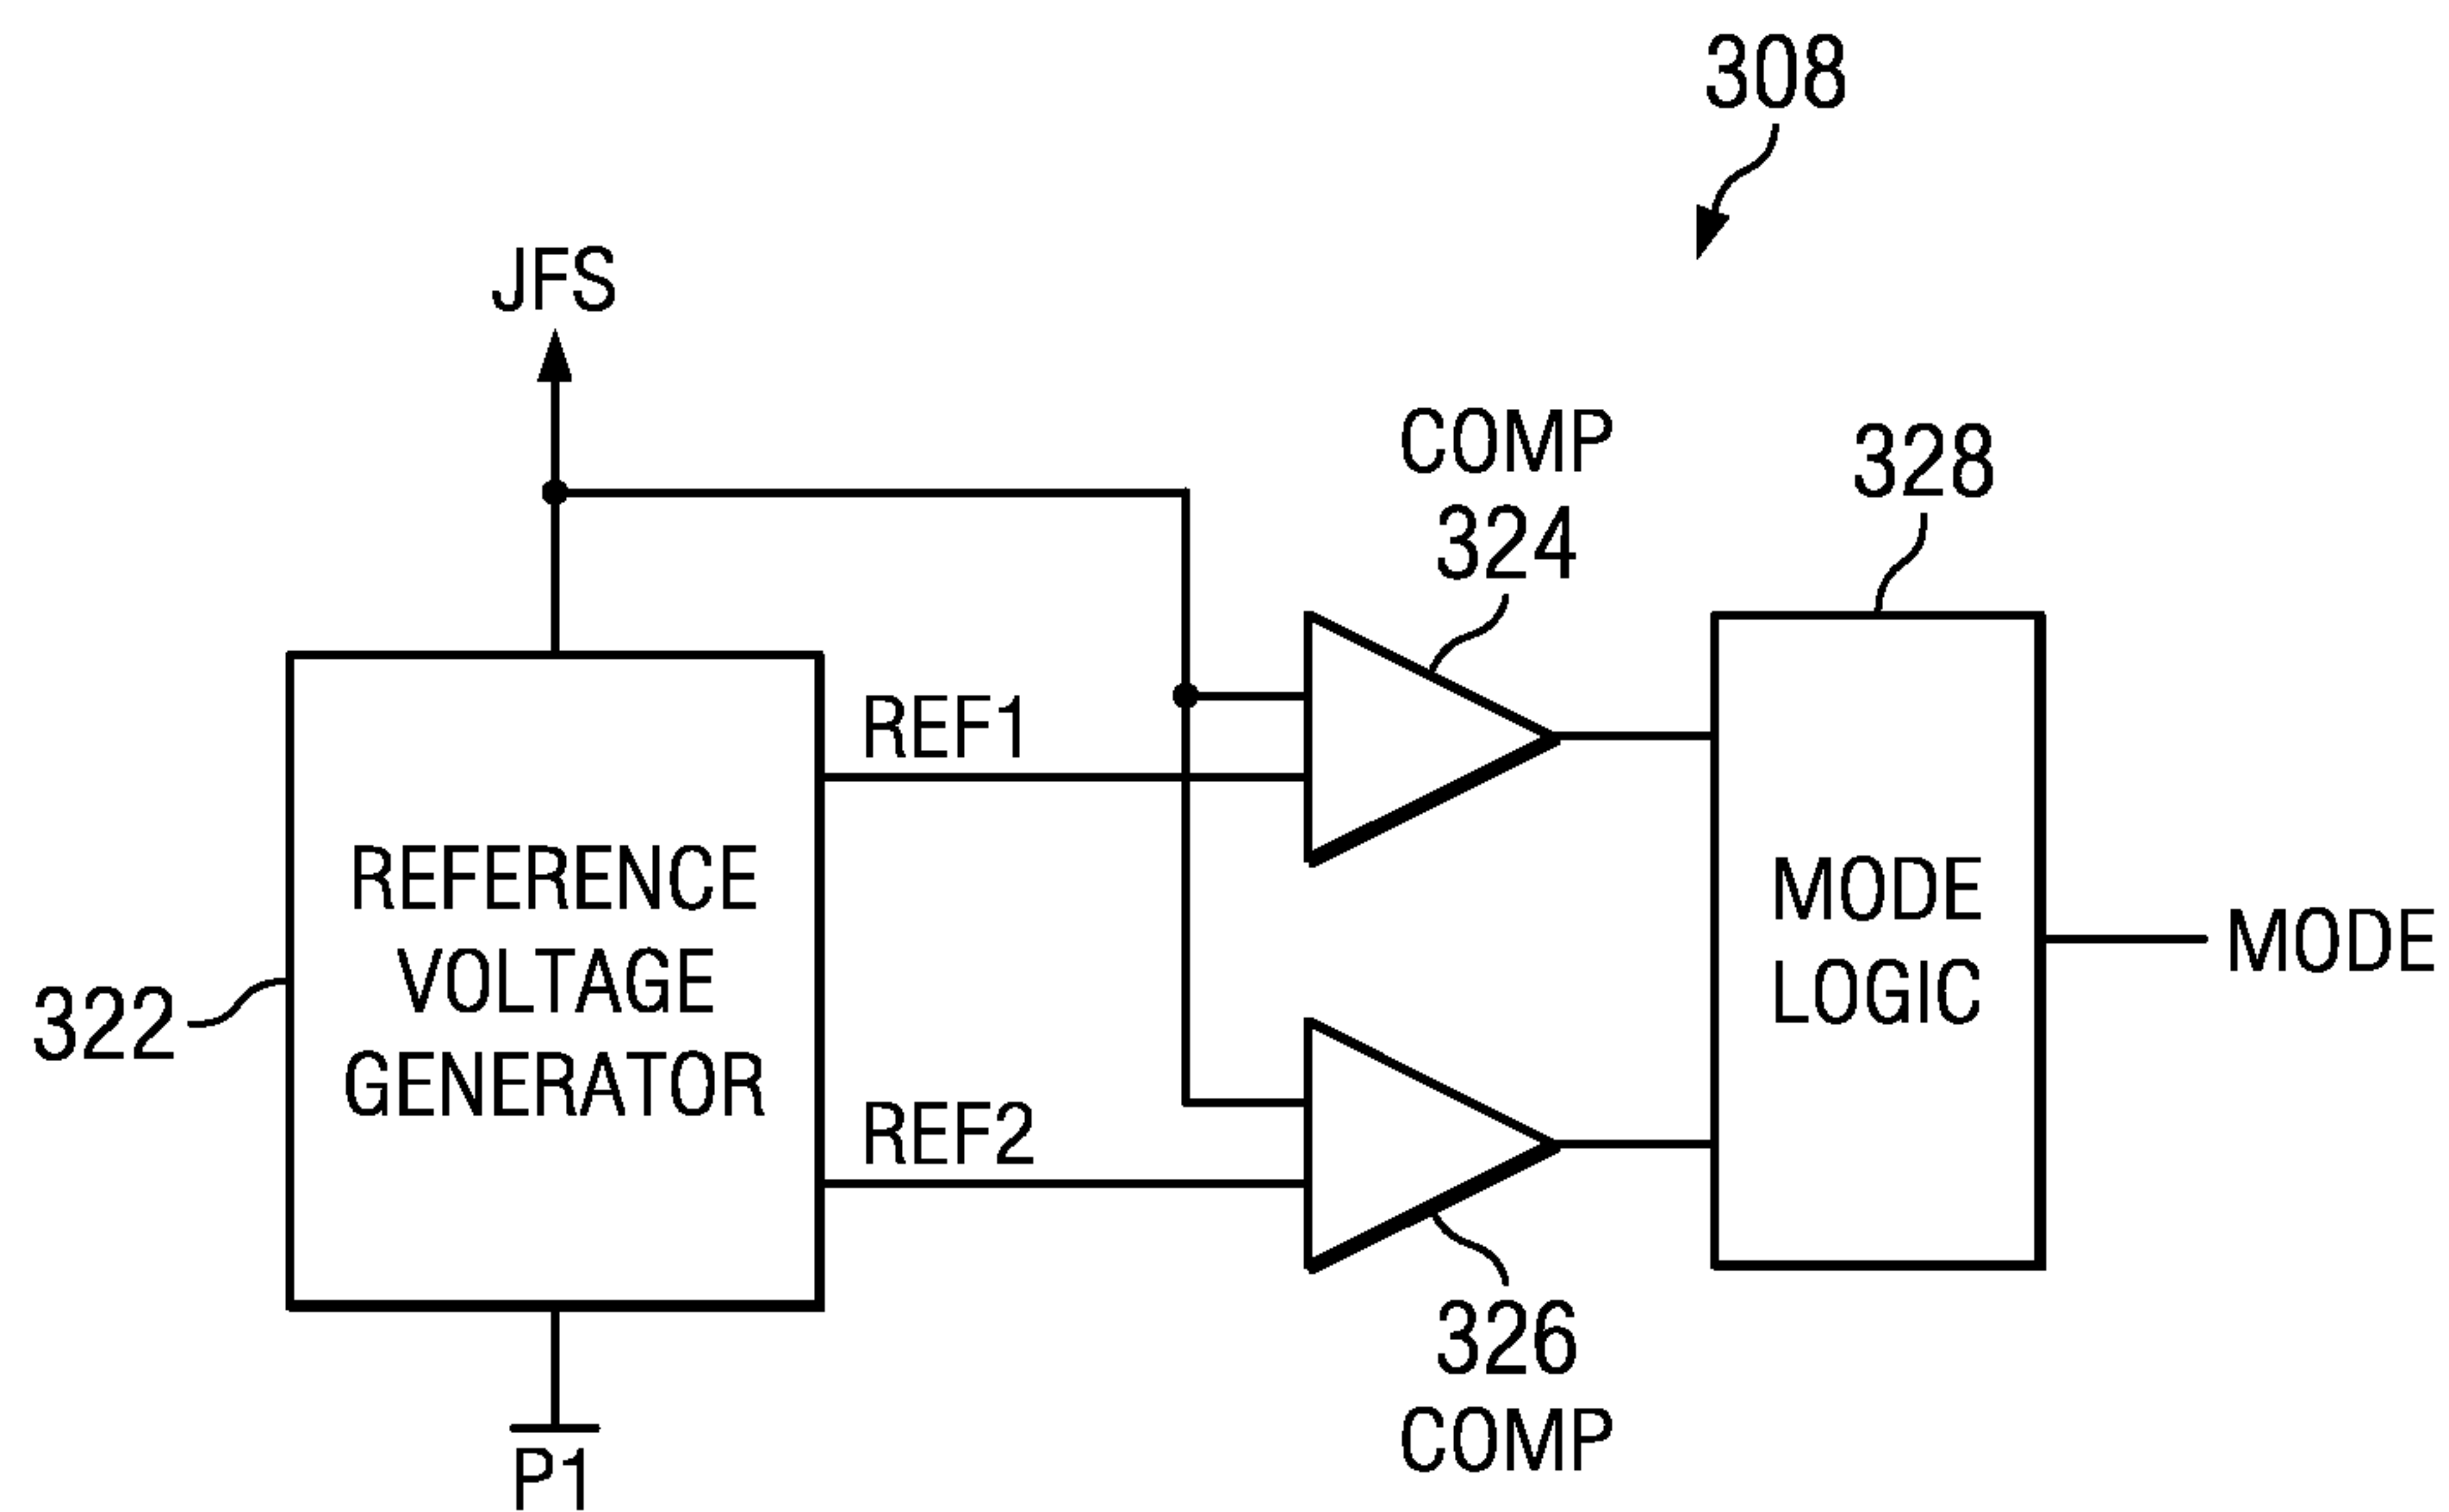 308
JFS
COMP
324
328
REF1
REFERENCE
VOLTAGE
GENERATOR
322
MODE
LOGIC
MODE
REF2
326
COMP
P1